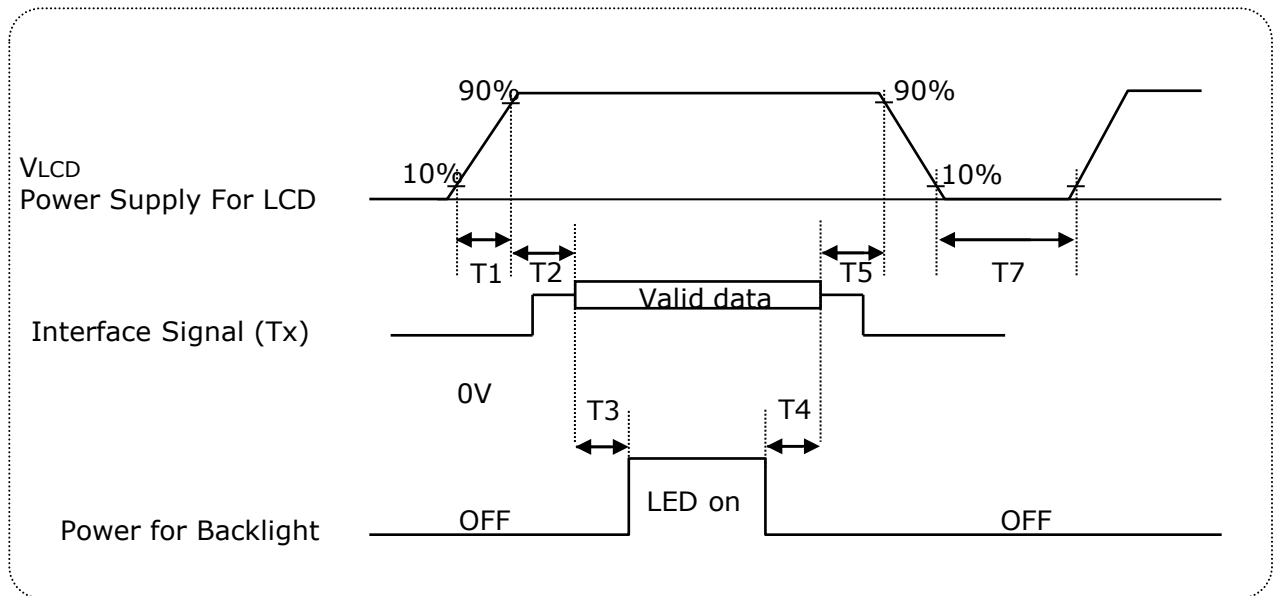 90%
90%
VLCD
10%
10%
Power Supply For LCD
T1
T2
T5
T7
Valid data
Interface Signal (Tx)
0V
T3
T4
LED on
OFF
OFF
Power for Backlight